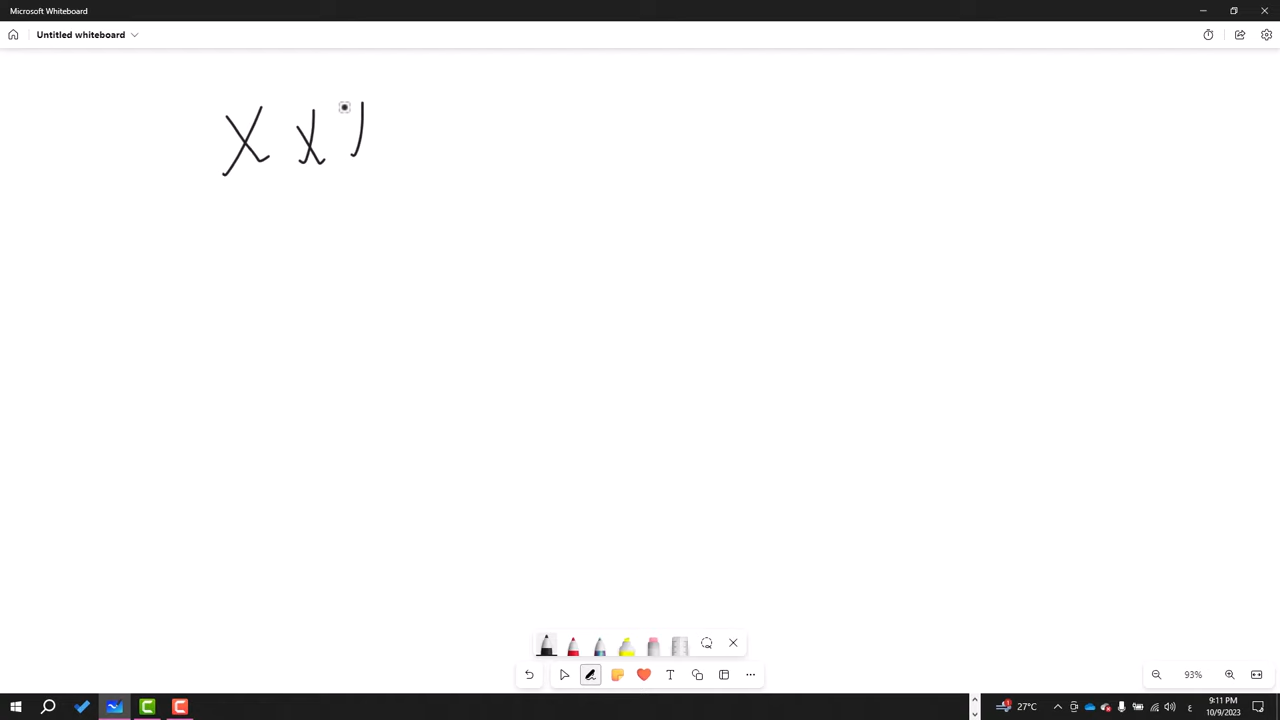 Microsoft Whiteboard
Untitled whiteboard
X x
93%
27°C
ع
9:11 PM
10/9/2023